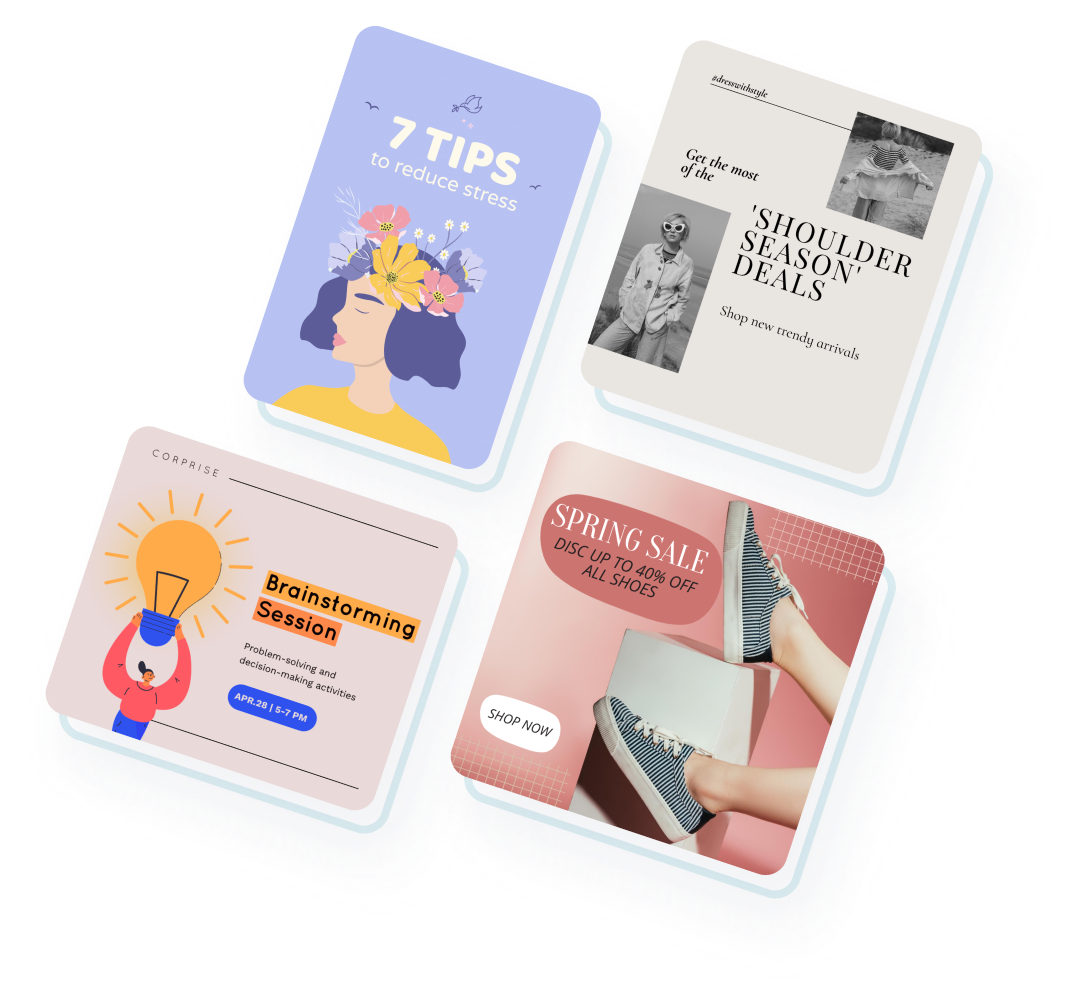 7 TIPS
to reduce stress
#dresswithstyle
Get the most
of the
'SHOULDER
SEASON'
DEALS
Shop new trendy arrivals
CORPRISE
Brainstorming
Session
Problem-solving and
decision-making activities
APR.28 | 5-7 PM
SPRING SALE
DISC UP TO 40% OFF
ALL SHOES
SHOP NOW